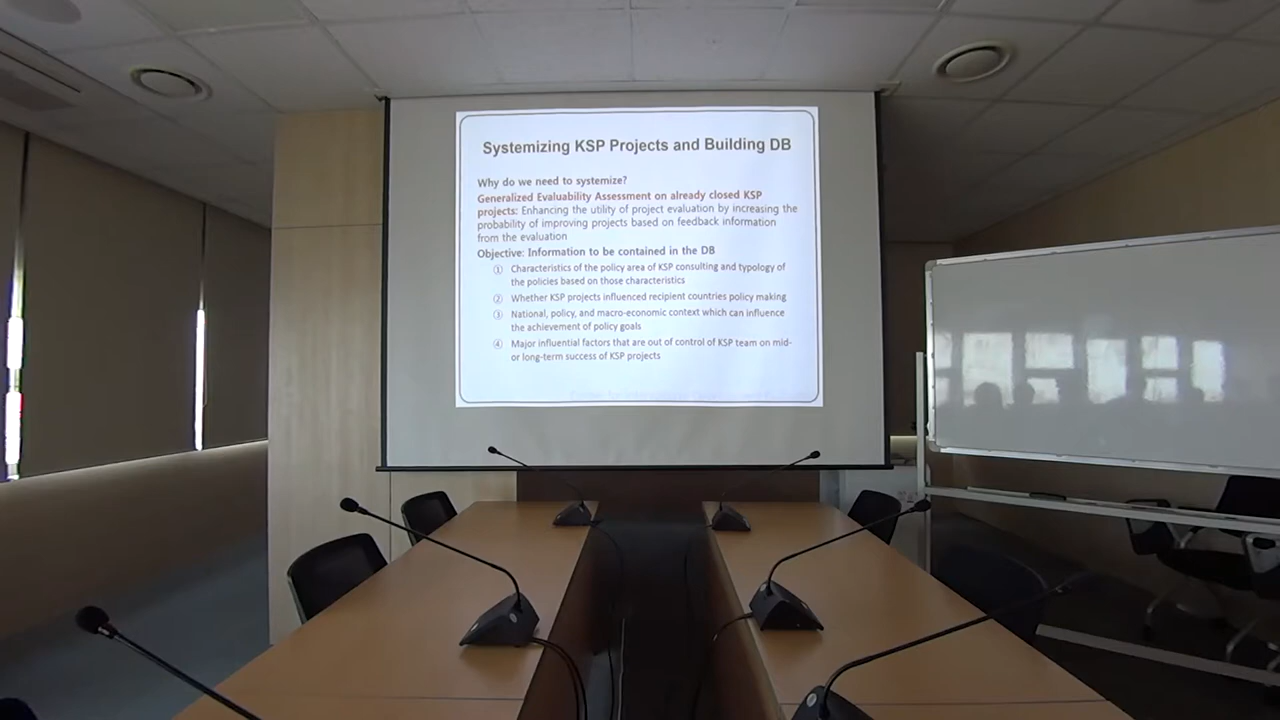 Systemizing KSP Projects and Building DB
Why do we need to systemize?
Generalized Evaluability Assessment on already closed KSP
projects: Enhancing the utility of project evaluation by increasing the
probability of improving projects based on feedback information
from the evaluation
Objective: Information to be contained in the DB
① Characteristics of the policy area of KSP consulting and typology of
the policies based on those characteristics
② Whether KSP projects influenced recipient countries policy making
③ National, policy, and macro-economic context which can influence
the achievement of policy goals
④ Major influential factors that are out of control of KSP team on mid-
or long-term success of KSP projects